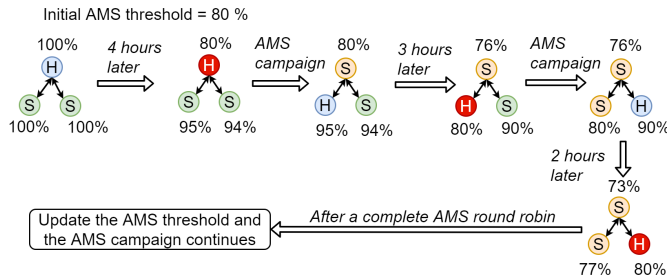 Initial AMS threshold = 80 %
100%
H
S S
100% 100%
4 hours
later
80%
H
S S
95% 94%
AMS
campaign
80%
S
H S
95% 94%
3 hours
later
76%
S
H S
80% 90%
AMS
campaign
76%
S
S H
80% 90%
2 hours
later
73%
S
S H
77% 80%
After a complete AMS round robin
Update the AMS threshold and
the AMS campaign continues